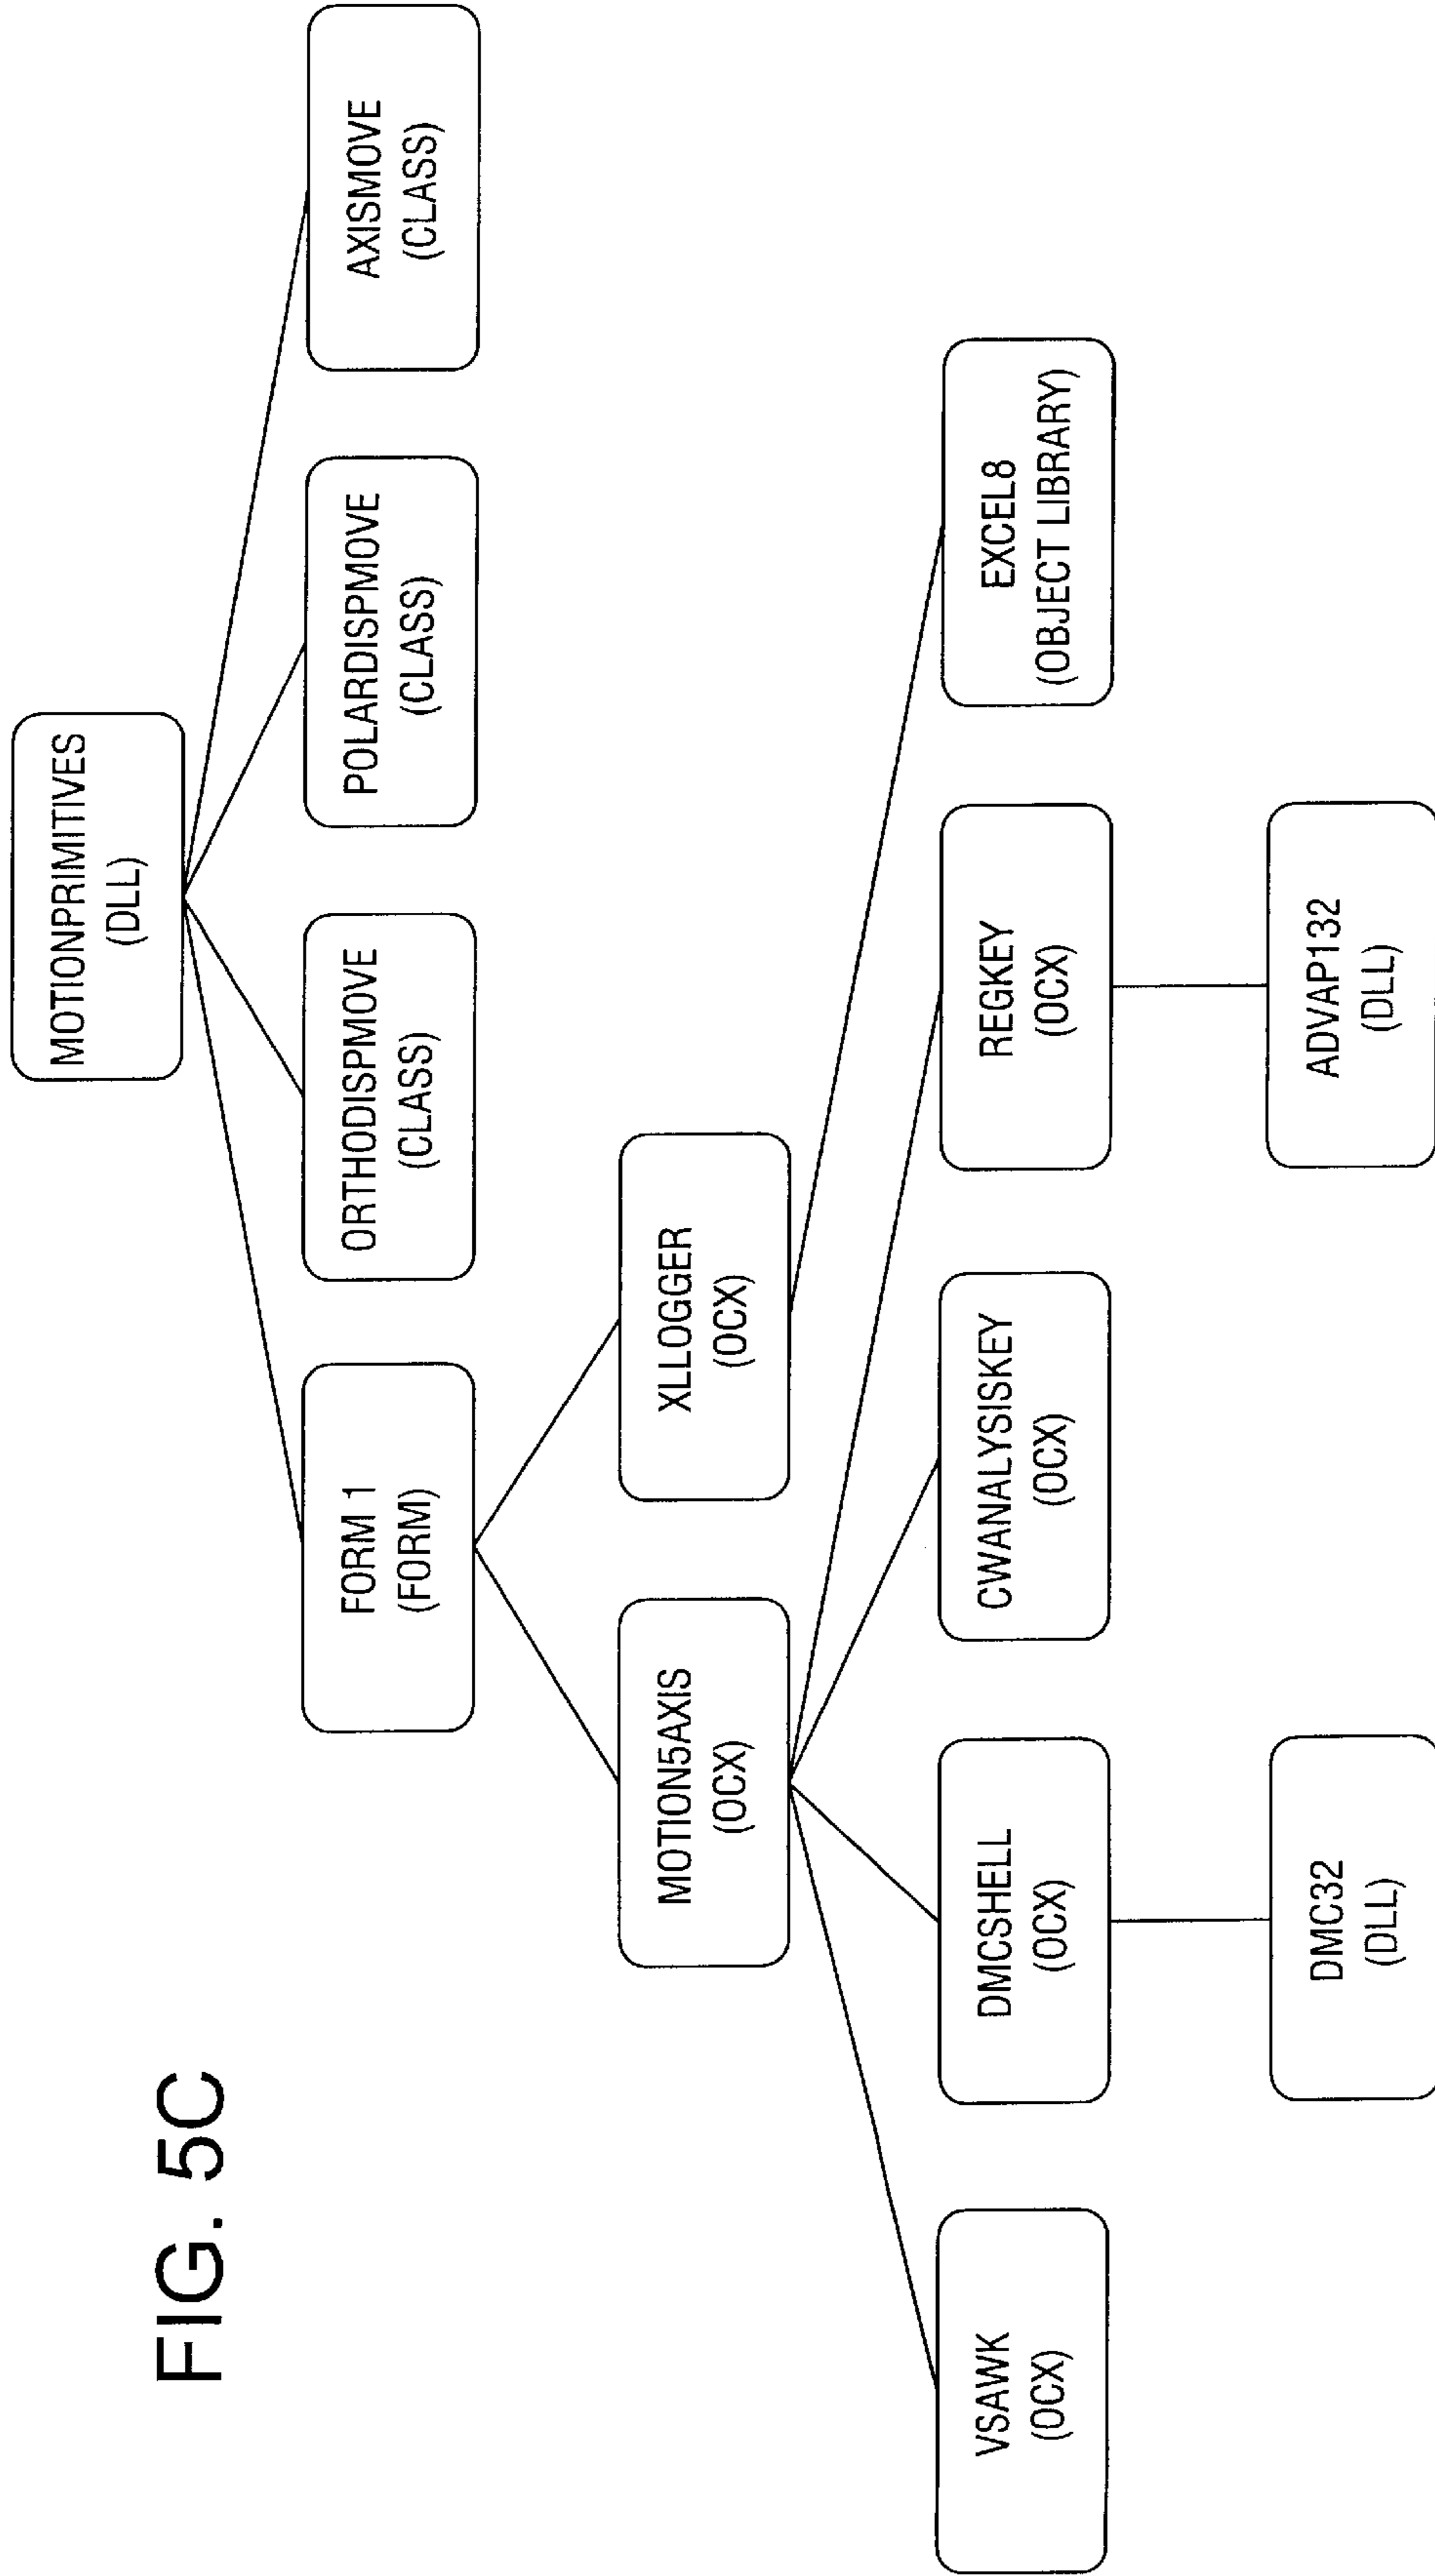 FIG. 5C
MOTIONPRIMITIVES
(DLL)
FORM 1
(FORM)
ORTHODISPMOVE
(CLASS)
POLARDISPMOVE
(CLASS)
AXISMOVE
(CLASS)
MOTION5AXIS
(OCX)
XLLOGGER
(OCX)
VSAWK
(OCX)
DMCSHELL
(OCX)
CWANALYSISKEY
(OCX)
REGKEY
(OCX)
EXCEL8
(OBJECT LIBRARY)
DMC32
(DLL)
ADVAP132
(DLL)